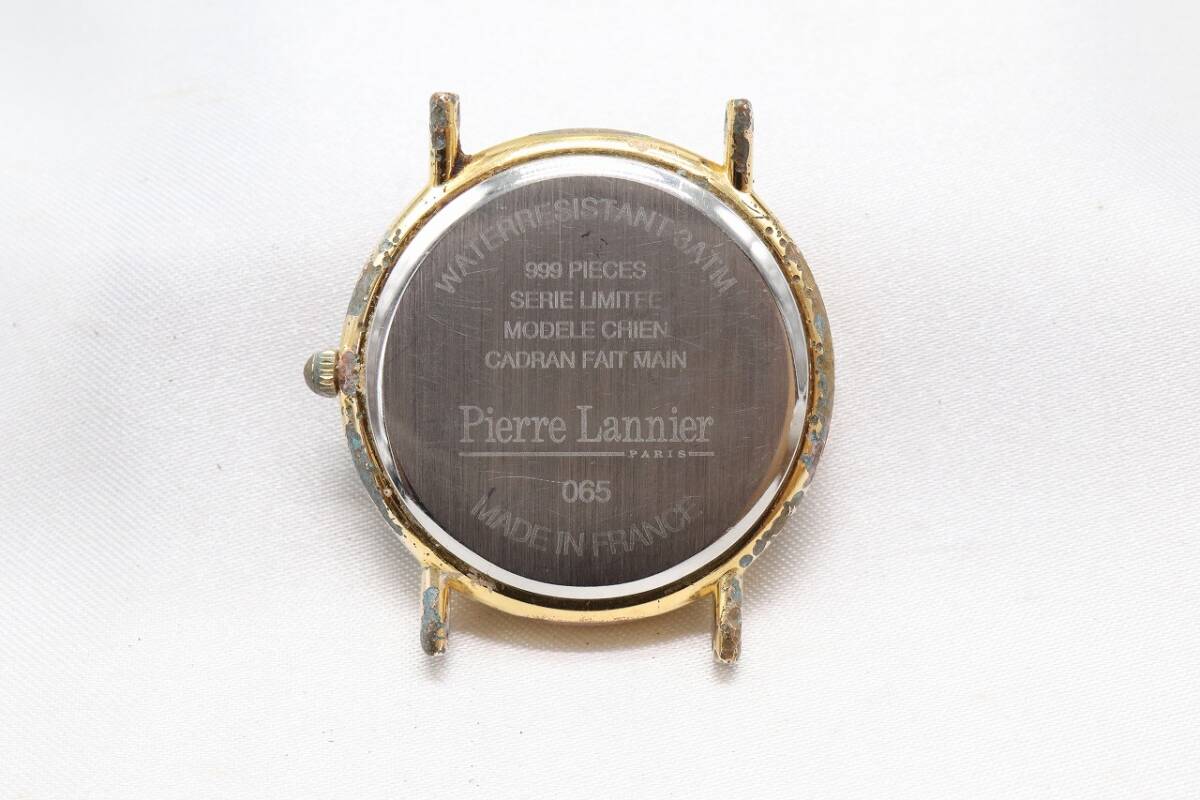 WATERRESISTANT 3ATM
999 PIECES
SERIE LIMITEE
MODELE CHIEN
CADRAN FAIT MAIN
Pierre Lannier
PARIS
065
MADE IN FRANCE